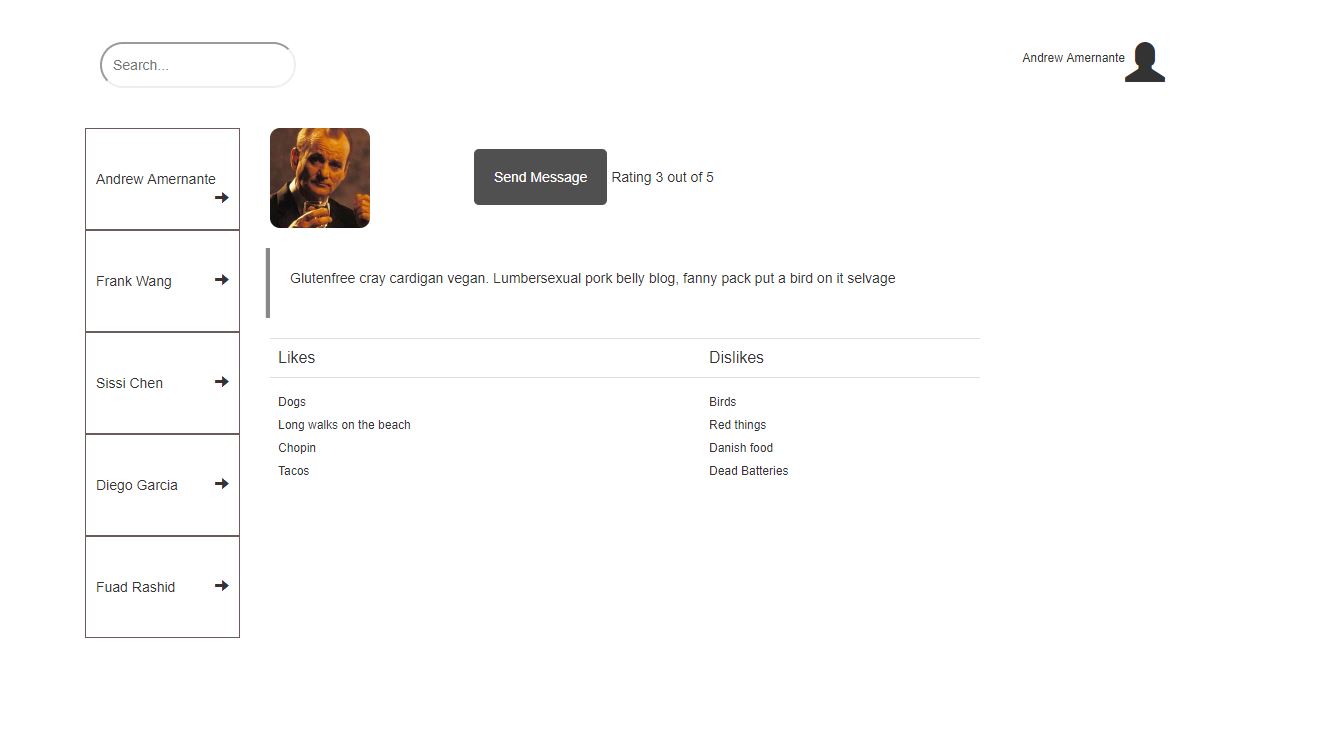 Search...
Andrew Amernante
Andrew Amernante
Frank Wang
Sissi Chen
Diego Garcia
Fuad Rashid
Send Message
Rating 3 out of 5
Glutenfree cray cardigan vegan. Lumbersexual pork belly blog, fanny pack put a bird on it selvage
Likes
Dislikes
Dogs
Birds
Long walks on the beach
Red things
Chopin
Danish food
Tacos
Dead Batteries